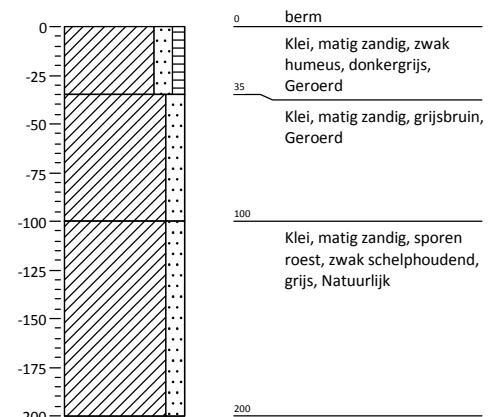 0
-25
-50
-75
-100
-125
-150
-175
-200
0 berm
Klei, matig zandig, zwak
humeus, donkergrijs,
Geroerd
35
Klei, matig zandig, grijsbruin,
Geroerd
100
Klei, matig zandig, sporen
roest, zwak schelphoudend,
grijs, Natuurlijk
200